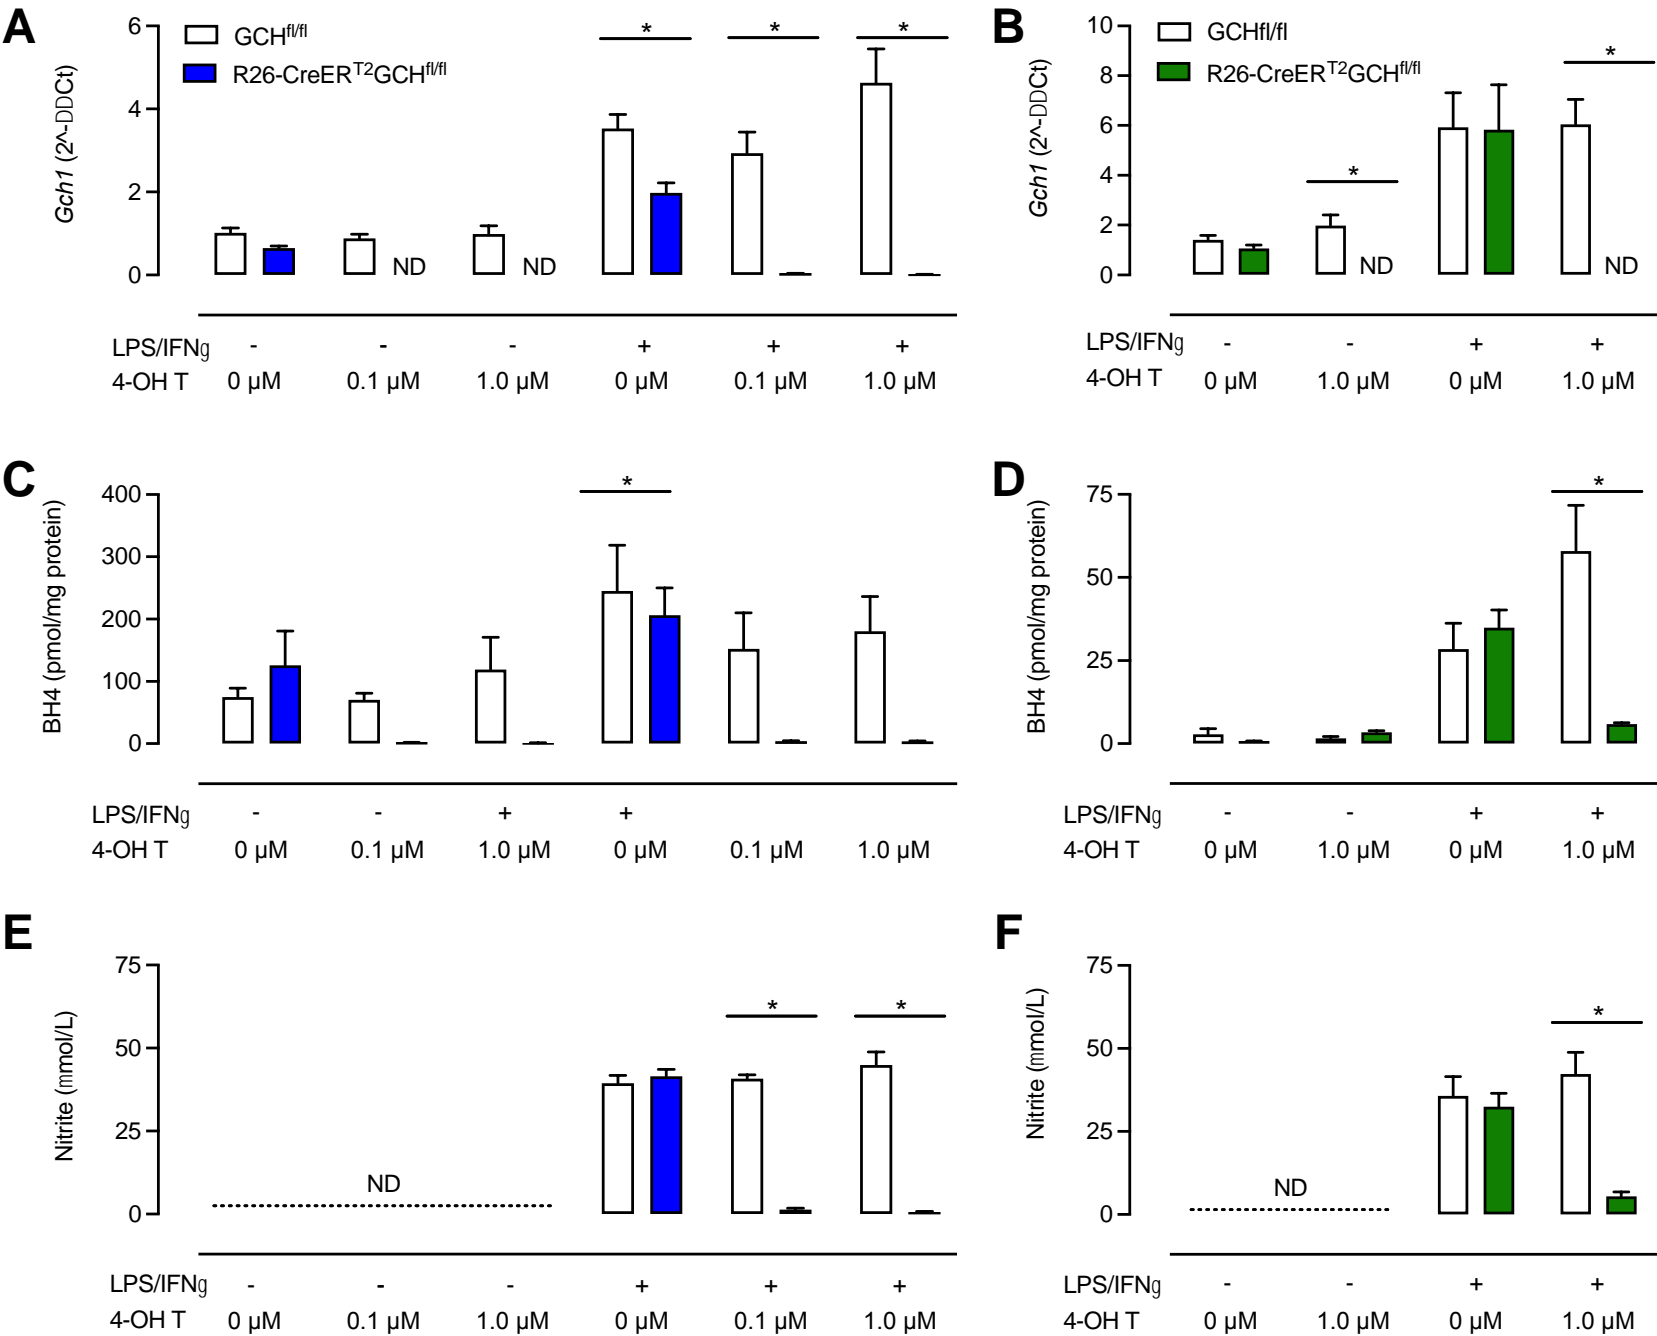 A
6
4
2
0
Gch1 (2^-DDCt)
GCHfl/fl
R26-CreERT2GCHfl/fl
* * *
ND ND
LPS/IFNg - - - + + +
4-OH T 0 µM 0.1 µM 1.0 µM 0 µM 0.1 µM 1.0 µM
B
10
8
6
4
2
0
Gch1 (2^-DDCt)
GCHfl/fl
R26-CreERT2GCHfl/fl
*
*
ND ND
LPS/IFNg - - + +
4-OH T 0 µM 1.0 µM 0 µM 1.0 µM
C
400
300
200
100
0
BH4 (pmol/mg protein)
*
LPS/IFNg - - + +
4-OH T 0 µM 0.1 µM 1.0 µM 0 µM 0.1 µM 1.0 µM
D
75
50
25
0
BH4 (pmol/mg protein)
*
LPS/IFNg - - + +
4-OH T 0 µM 1.0 µM 0 µM 1.0 µM
E
75
50
25
0
Nitrite (mmol/L)
* *
ND
LPS/IFNg - - - + + +
4-OH T 0 µM 0.1 µM 1.0 µM 0 µM 0.1 µM 1.0 µM
F
75
50
25
0
Nitrite (mmol/L)
*
ND
LPS/IFNg - - + +
4-OH T 0 µM 1.0 µM 0 µM 1.0 µM